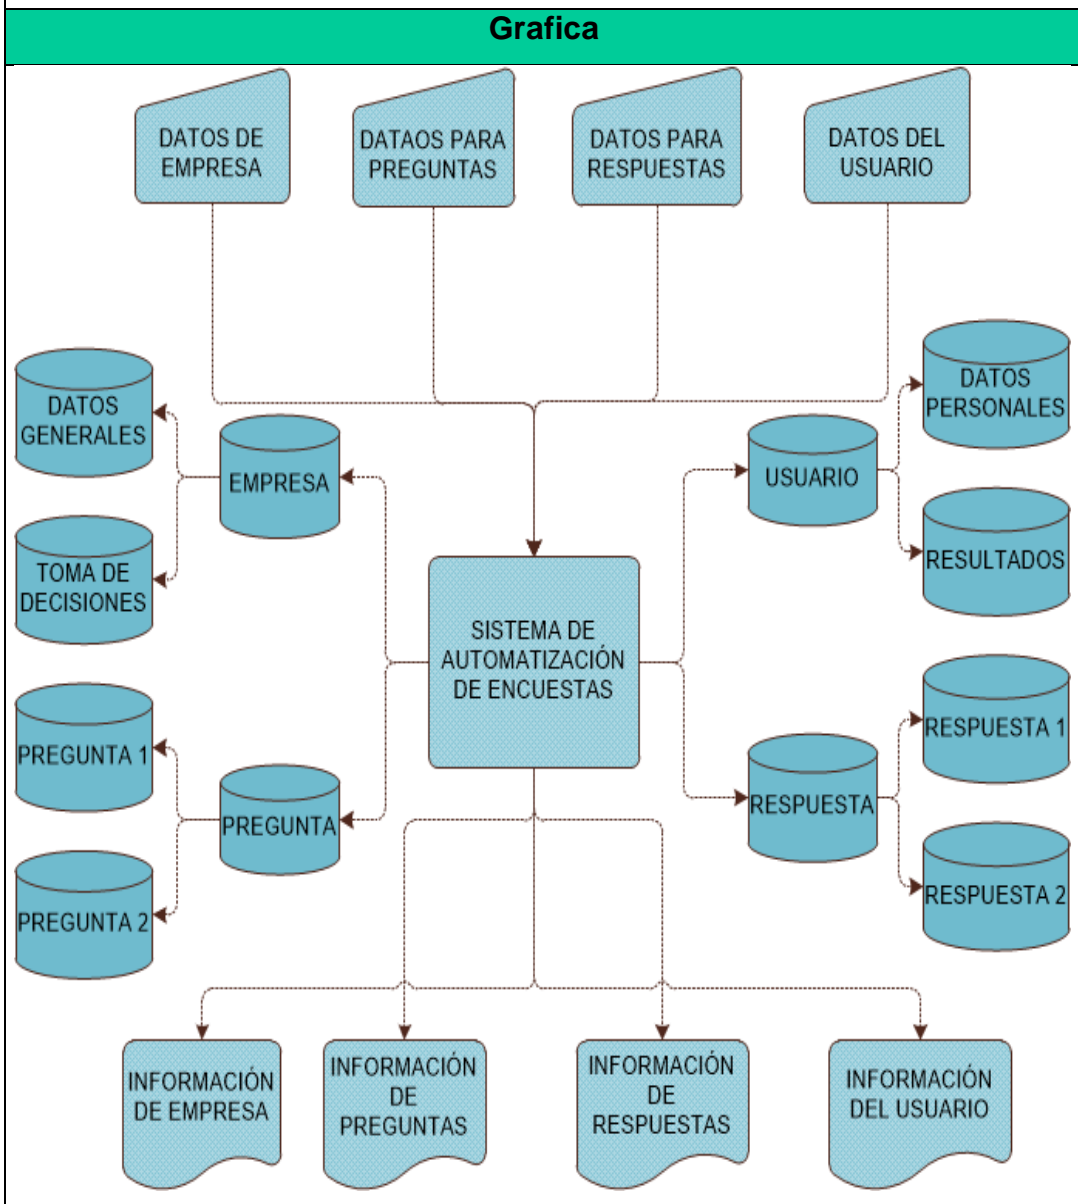 Grafica
DATOS DE
EMPRESA
DATAOS PARA
PREGUNTAS
DATOS PARA
RESPUESTAS
DATOS DEL
USUARIO
DATOS
GENERALES
EMPRESA
TOMA DE
DECISIONES
USUARIO
DATOS
PERSONALES
RESULTADOS
SISTEMA DE
AUTOMATIZACIÓN
DE ENCUESTAS
PREGUNTA 1
PREGUNTA
PREGUNTA 2
RESPUESTA
RESPUESTA 1
RESPUESTA 2
INFORMACIÓN
DE EMPRESA
INFORMACIÓN
DE
PREGUNTAS
INFORMACIÓN
DE
RESPUESTAS
INFORMACIÓN
DEL USUARIO